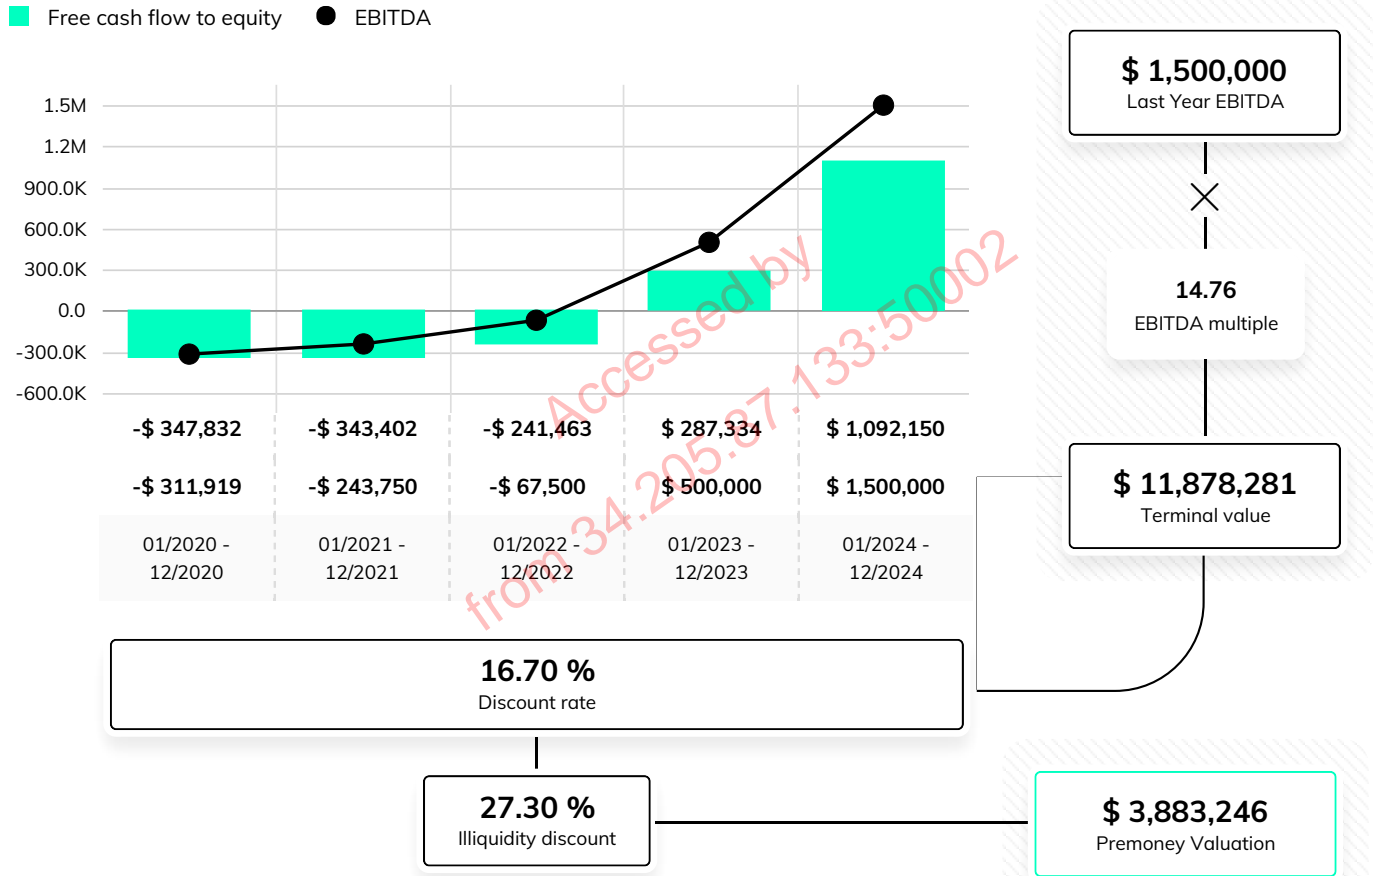 Free cash flow to equity
EBITDA
1.5M
1.2M
900.0K
600.0K
300.0K
0.0
-300.0K
-600.0K
-$ 347,832
-$ 343,402
-$ 241,463
$ 287,334
$ 1,092,150
-$ 311,919
-$ 243,750
-$ 67,500
$ 500,000
$ 1,500,000
01/2020 -
12/2020
01/2021 -
12/2021
01/2022 -
12/2022
01/2023 -
12/2023
01/2024 -
12/2024
Accessed by
from 34.205.87.133:50002
$ 1,500,000
Last Year EBITDA
14.76
EBITDA multiple
$ 11,878,281
Terminal value
16.70 %
Discount rate
27.30 %
Illiquidity discount
$ 3,883,246
Premoney Valuation